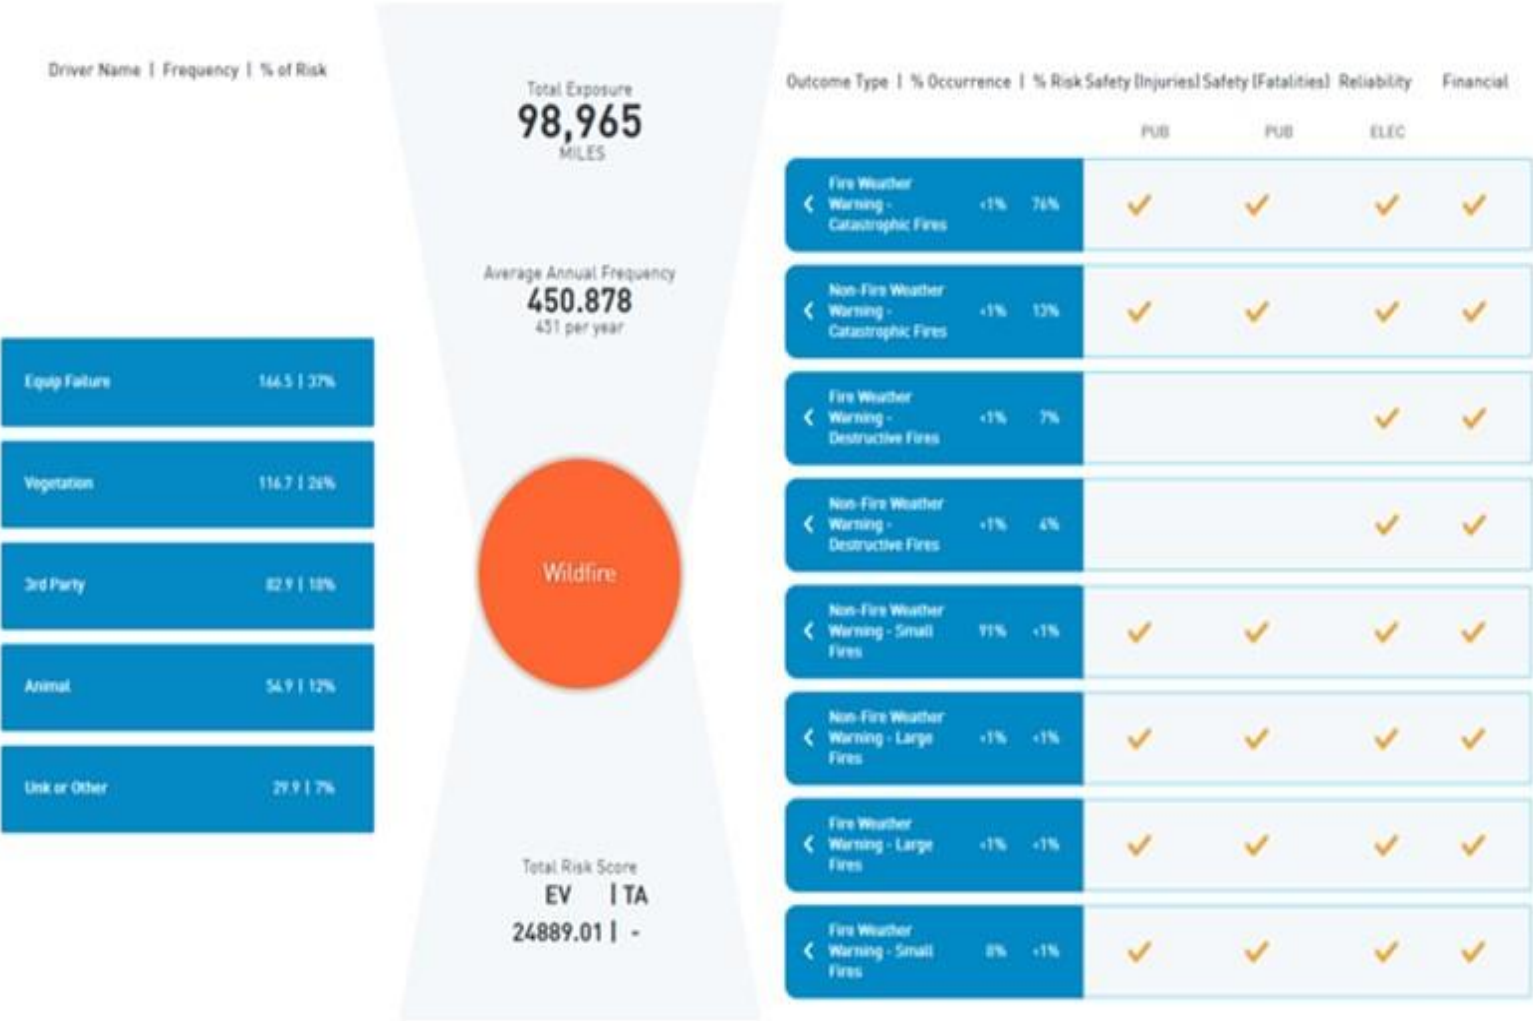 Driver Name | Frequency | % of Risk
Equip Failure 166.5 | 37%
Vegetation 116.7 | 26%
3rd Party 82.9 | 18%
Animal 54.9 | 12%
Unk or Other 29.9 | 7%
Total Exposure
98,965
MILES
Average Annual Frequency
450.878
451 per year
Wildfire
Total Risk Score
EV | TA
24889.01 | -
Outcome Type | % Occurrence | % Risk Safety (Injuries) Safety (Fatalities) Reliability Financial
PUB PUB ELEC
Fire Weather
Warning - <1% 76%
Catastrophic Fires
Non-Fire Weather
Warning - <1% 13%
Catastrophic Fires
Fire Weather
Warning - <1% 7%
Destructive Fires
Non-Fire Weather
Warning - <1% 4%
Destructive Fires
Non-Fire Weather
Warning - Small 91% <1%
Fires
Non-Fire Weather
Warning - Large <1% <1%
Fires
Fire Weather
Warning - Large <1% <1%
Fires
Fire Weather
Warning - Small 8% <1%
Fires